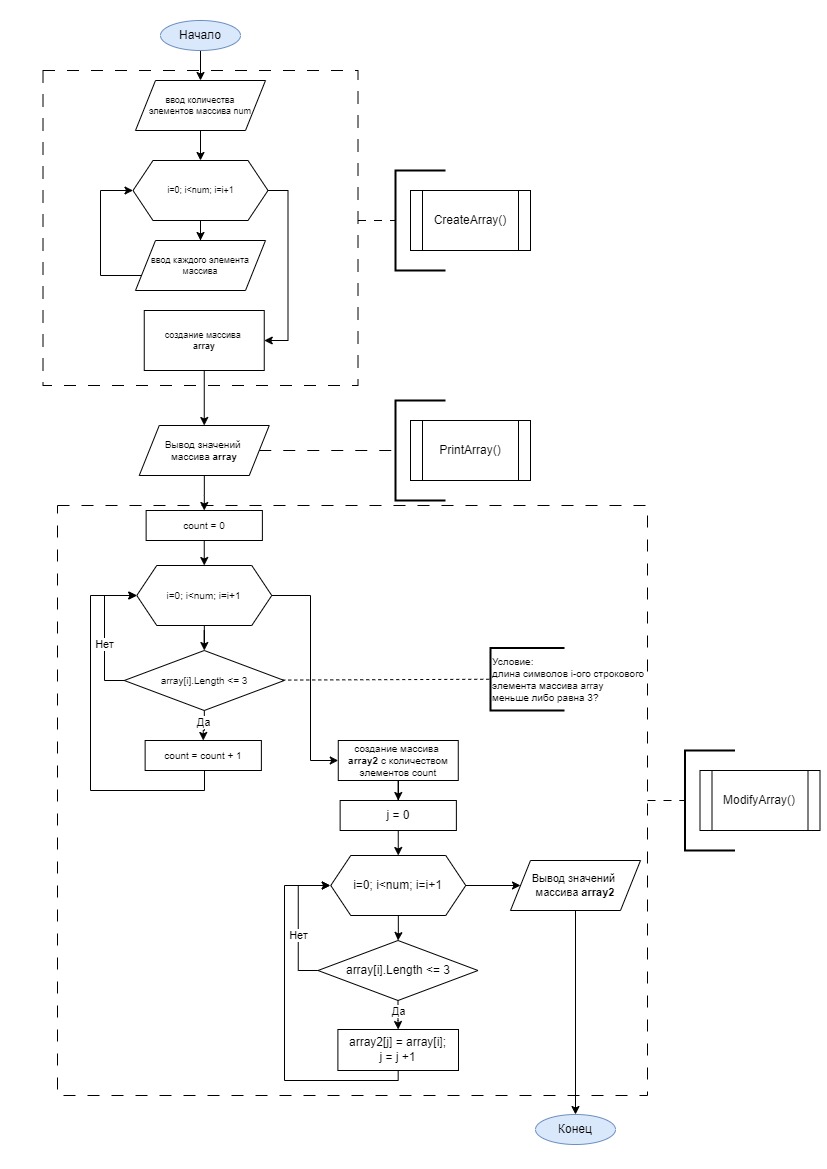 Начало
ввод количества
элементов массива num
i=0; i<num; i=i+1
CreateArray()
ввод каждого элемента
массива
создание массива
array
Вывод значений
массива array
PrintArray()
count = 0
i=0; i<num; i=i+1
Нет
array[i].Length <= 3
Условие:
длина символов i-ого строкового
элемента массива array
меньше либо равна 3?
Да
count = count + 1
создание массива
array2 с количеством
элементов count
ModifyArray()
j = 0
i=0; i<num; i=i+1
Вывод значений
массива array2
Нет
array[i].Length <= 3
Да
array2[j] = array[i];
j = j +1
Конец